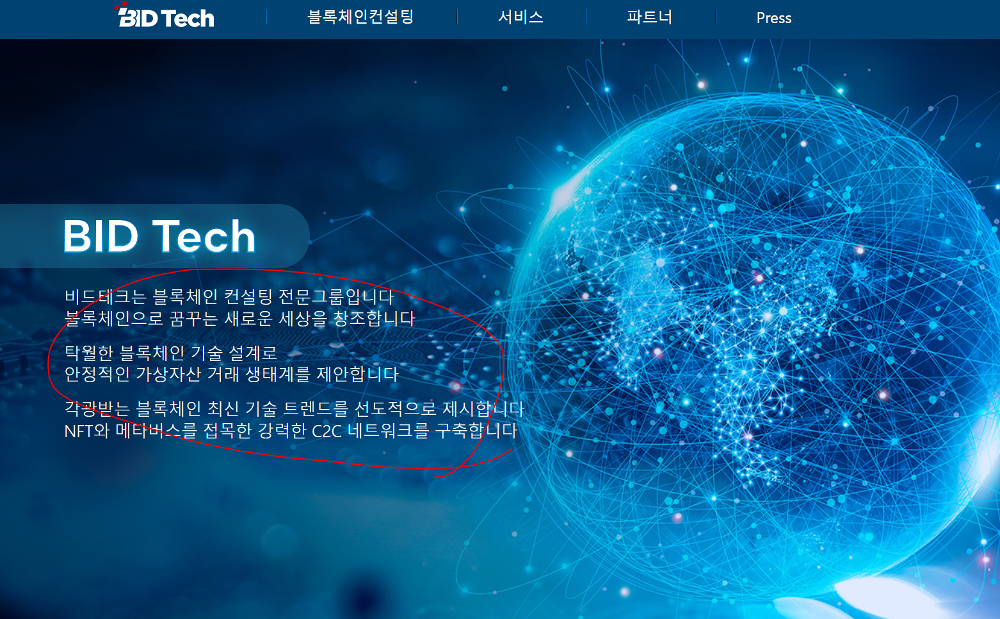 BID Tech
블록체인컨설팅
서비스
파트너
Press
BID Tech
비드테크는 블록체인 컨설팅 전문그룹입니다
블록체인으로 꿈꾸는 새로운 세상을 창조합니다
탁월한 블록체인 기술 설계로
안정적인 가상자산 거래 생태계를 제안합니다
각광받는 블록체인 최신 기술 트렌드를 선도적으로 제시합니다
NFT와 메타버스를 접목한 강력한 C2C 네트워크를 구축합니다